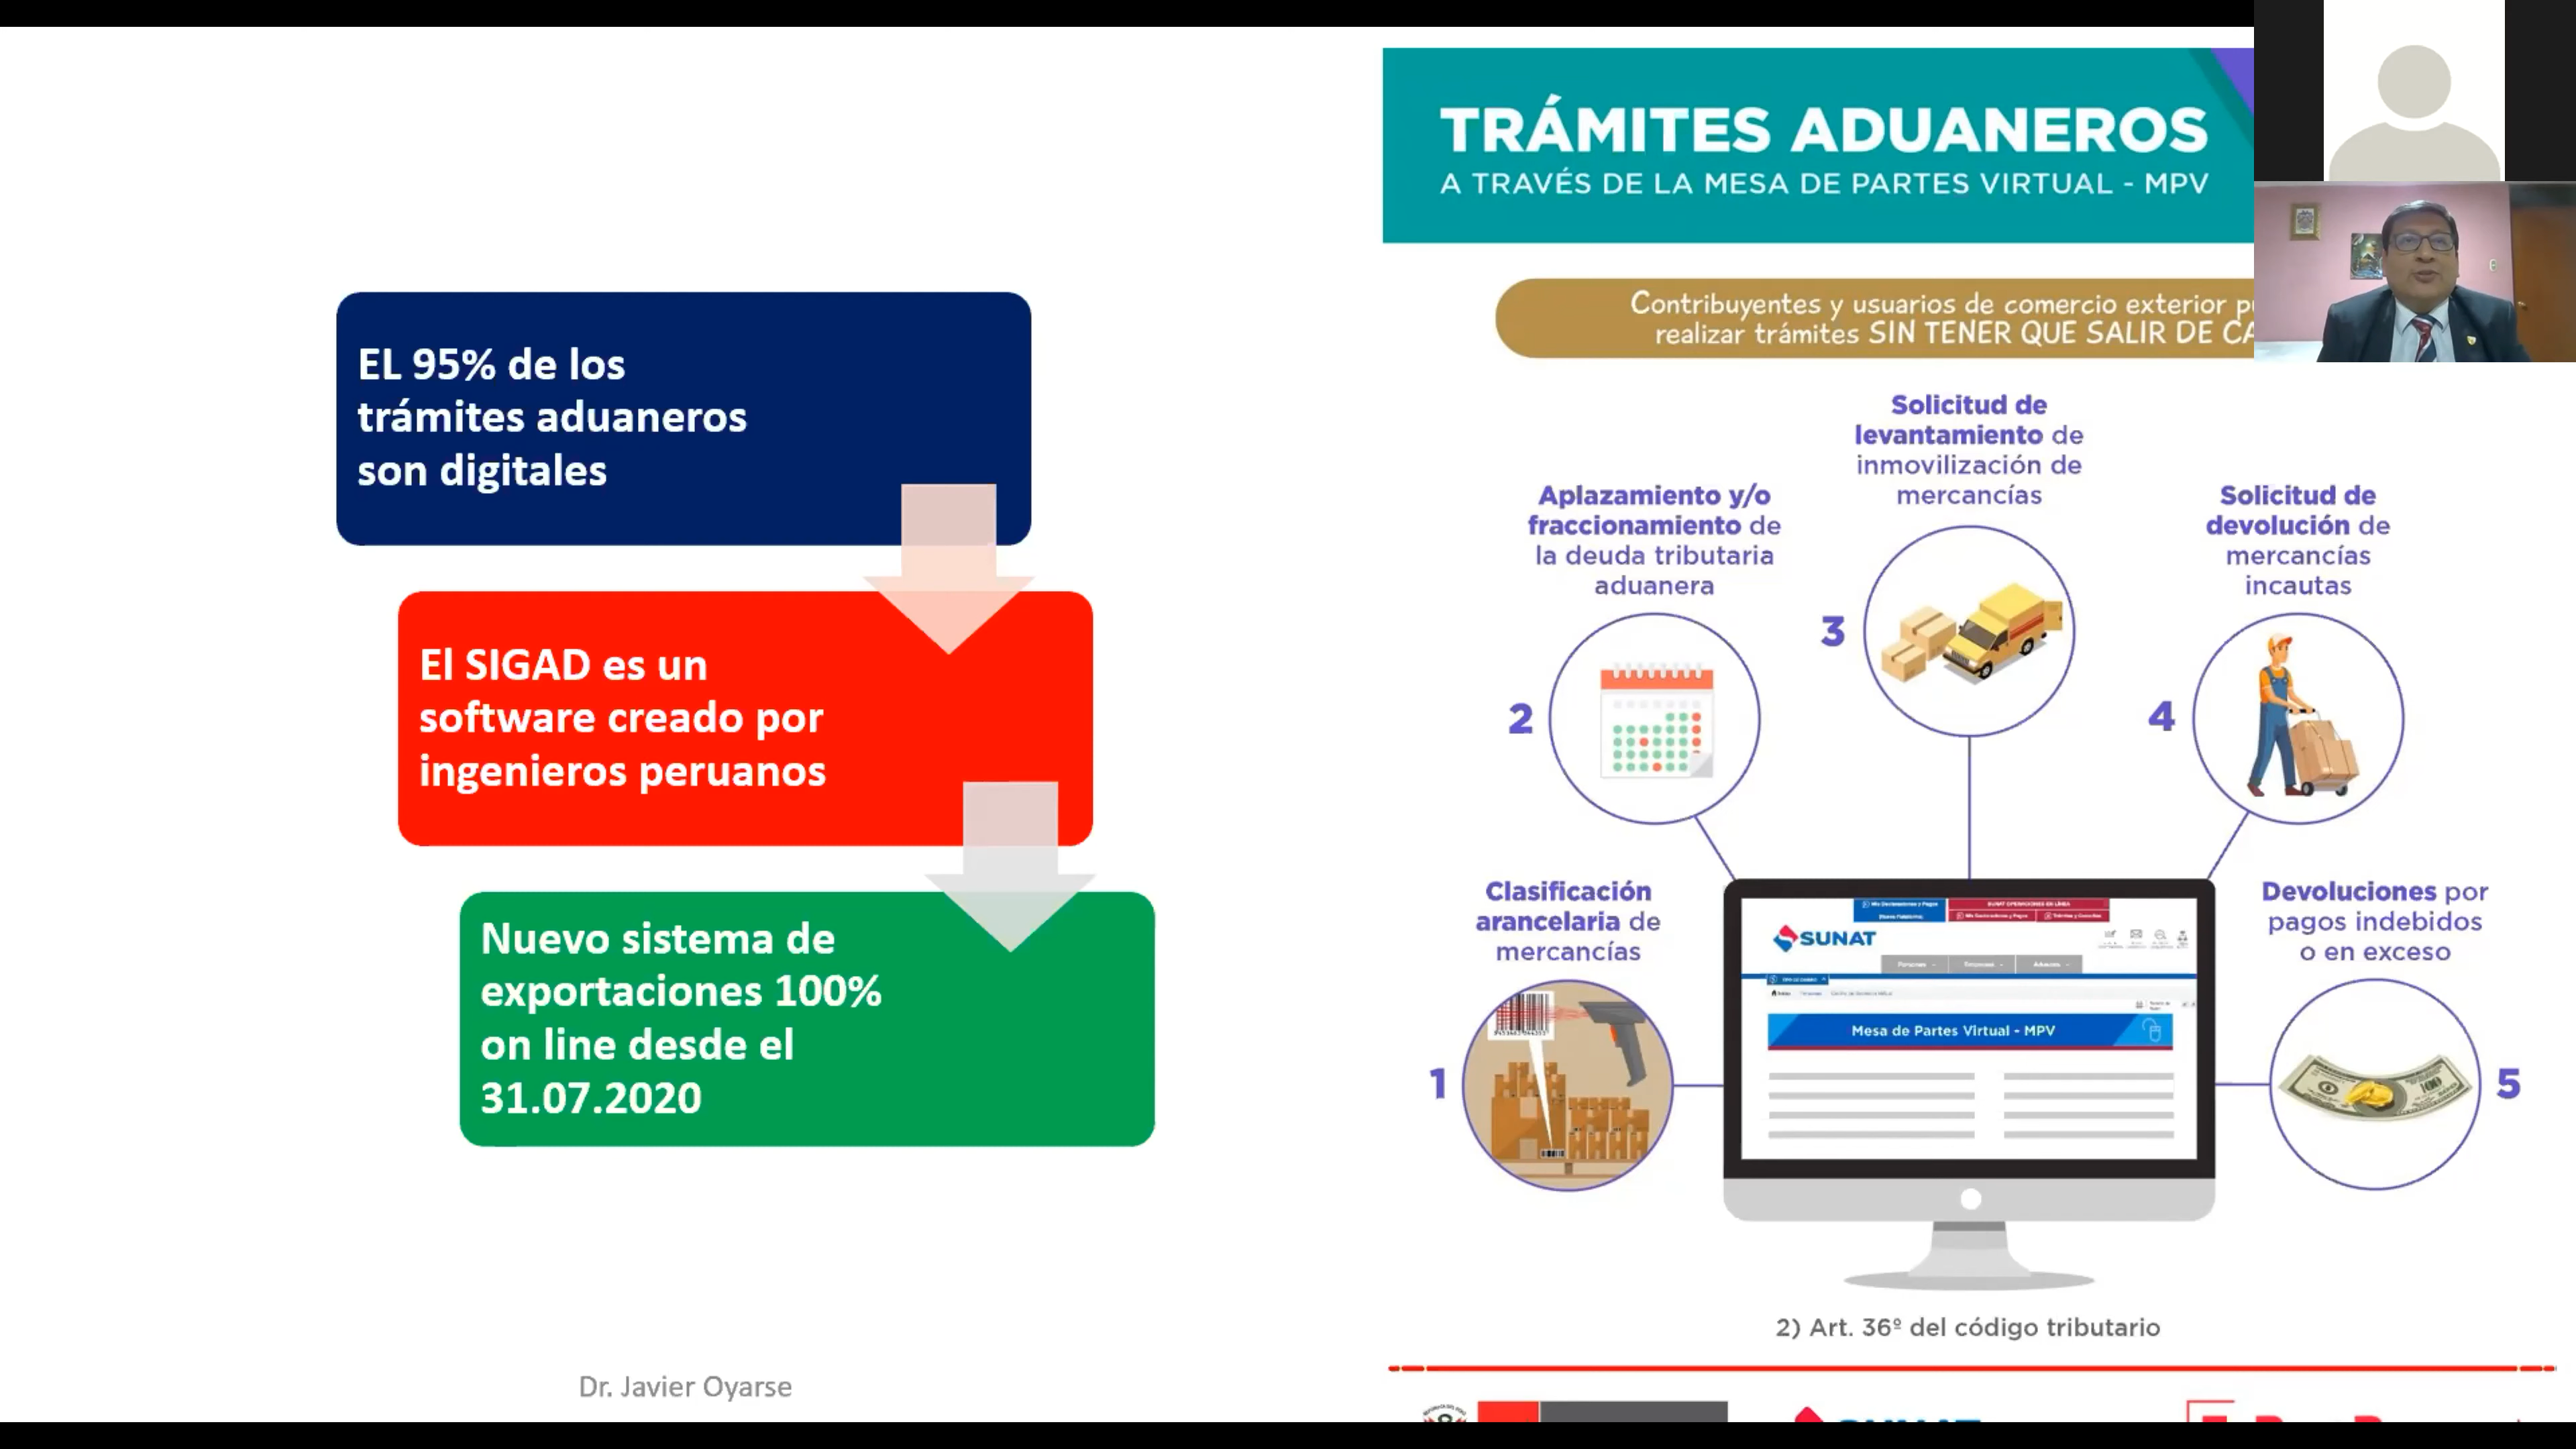 EL 95% de los
trámites aduaneros
son digitales
El SIGAD es un
software creado por
ingenieros peruanos
Nuevo sistema de
exportaciones 100%
on line desde el
31.07.2020
Dr. Javier Oyarse
TRÁMITES ADUANEROS
A TRAVÉS DE LA MESA DE PARTES VIRTUAL - MPV
Contribuyentes y usuarios de comercio exterior
realizar trámites SIN TENER QUE SALIR DE
1
Clasificación
arancelaria de
mercancías
2
Aplazamiento y/o
fraccionamiento de
la deuda tributaria
aduanera
3
Solicitud de
levantamiento de
inmovilización de
mercancías
4
Solicitud de
devolución de
mercancías
incautas
5
Devoluciones por
pagos indebidos
o en exceso
SUNAT
Mesa de Partes Virtual - MPV
2) Art. 36º del código tributario